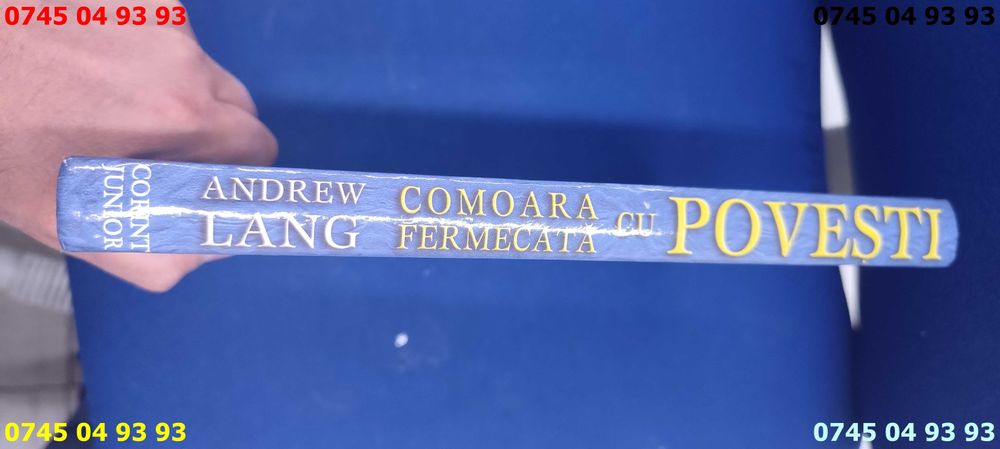 0745 04 93 93
0745 04 93 93
CORINT
JUNIOR
ANDREW
LANG
COMOARA
FERMECATĂ
CU
POVEȘTI
0745 04 93 93
0745 04 93 93